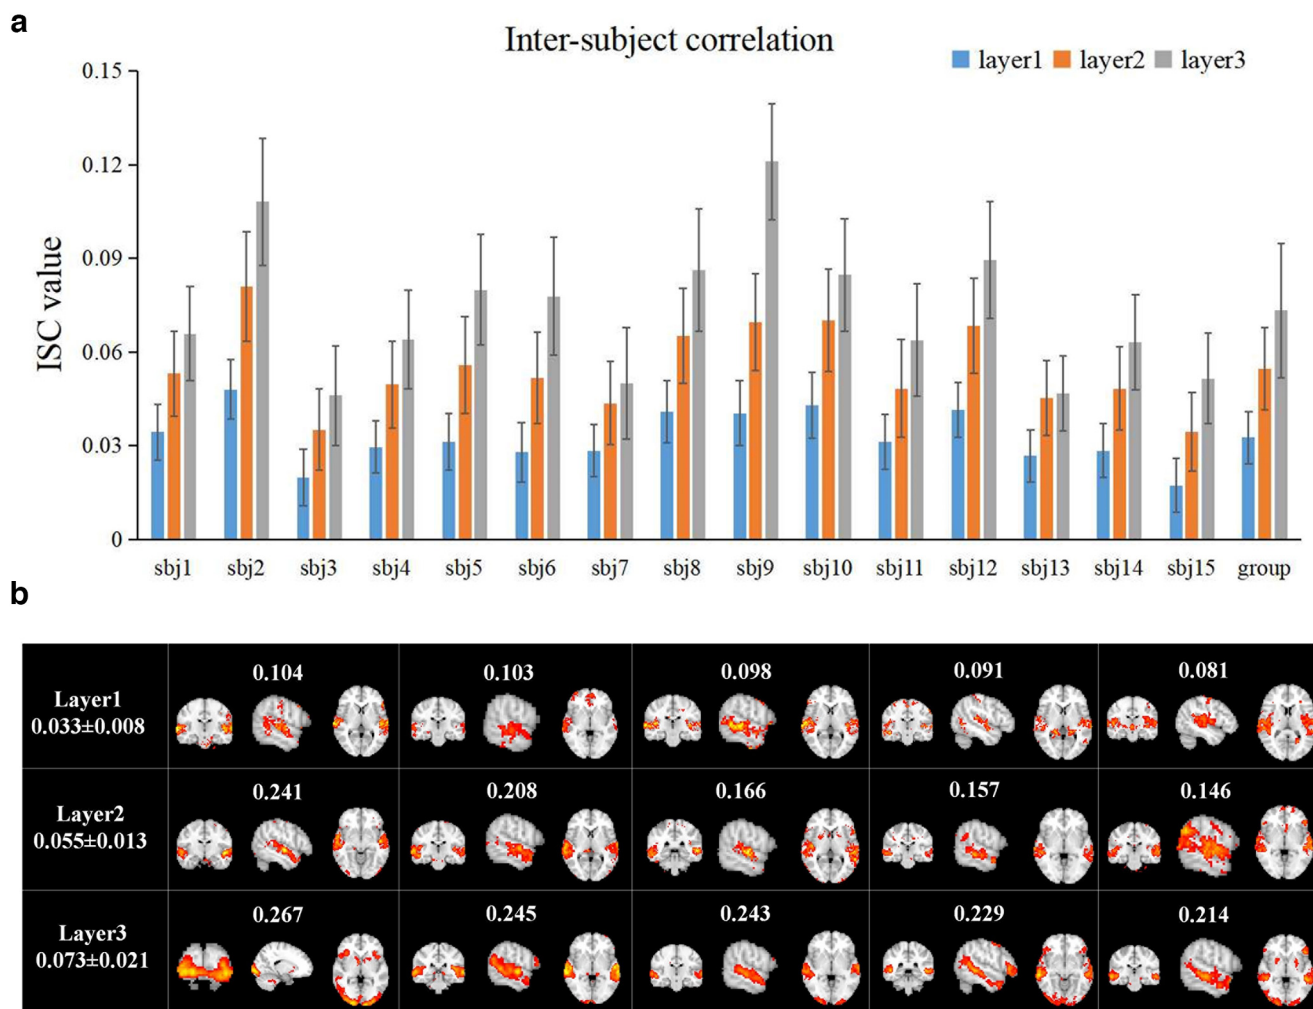 a
Inter-subject correlation
layer1 layer2 layer3
ISC value
0.15
0.12
0.09
0.06
0.03
0
sbj1 sbj2 sbj3 sbj4 sbj5 sbj6 sbj7 sbj8 sbj9 sbj10 sbj11 sbj12 sbj13 sbj14 sbj15 group
b
Layer1
0.033±0.008
0.104 0.103 0.098 0.091 0.081
Layer2
0.055±0.013
0.241 0.208 0.166 0.157 0.146
Layer3
0.073±0.021
0.267 0.245 0.243 0.229 0.214